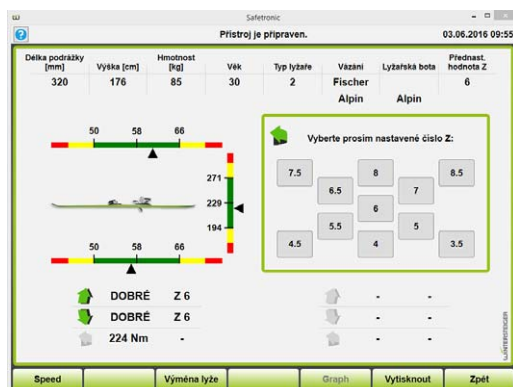 Safetronic
Přístroj je připraven.
03.06.2016 09:55
Délka podrážky [mm] Výška [cm] Hmotnost [kg] Věk Typ lyžaře Vázání Lyžařská bota Přednast. hodnota Z
320 176 85 30 2 Fischer 6
Alpin Alpin
50 58 66
Vyberte prosím nastavené číslo Z:
7.5 8 8.5
6.5 7
6
5.5 5
4.5 4 3.5
271
229
194
50 58 66
DOBRÉ Z 6 - -
DOBRÉ Z 6 - -
224 Nm - - -
WINTERSTEIGER
Speed Výměna lyže Graph Vytisknout Zpět